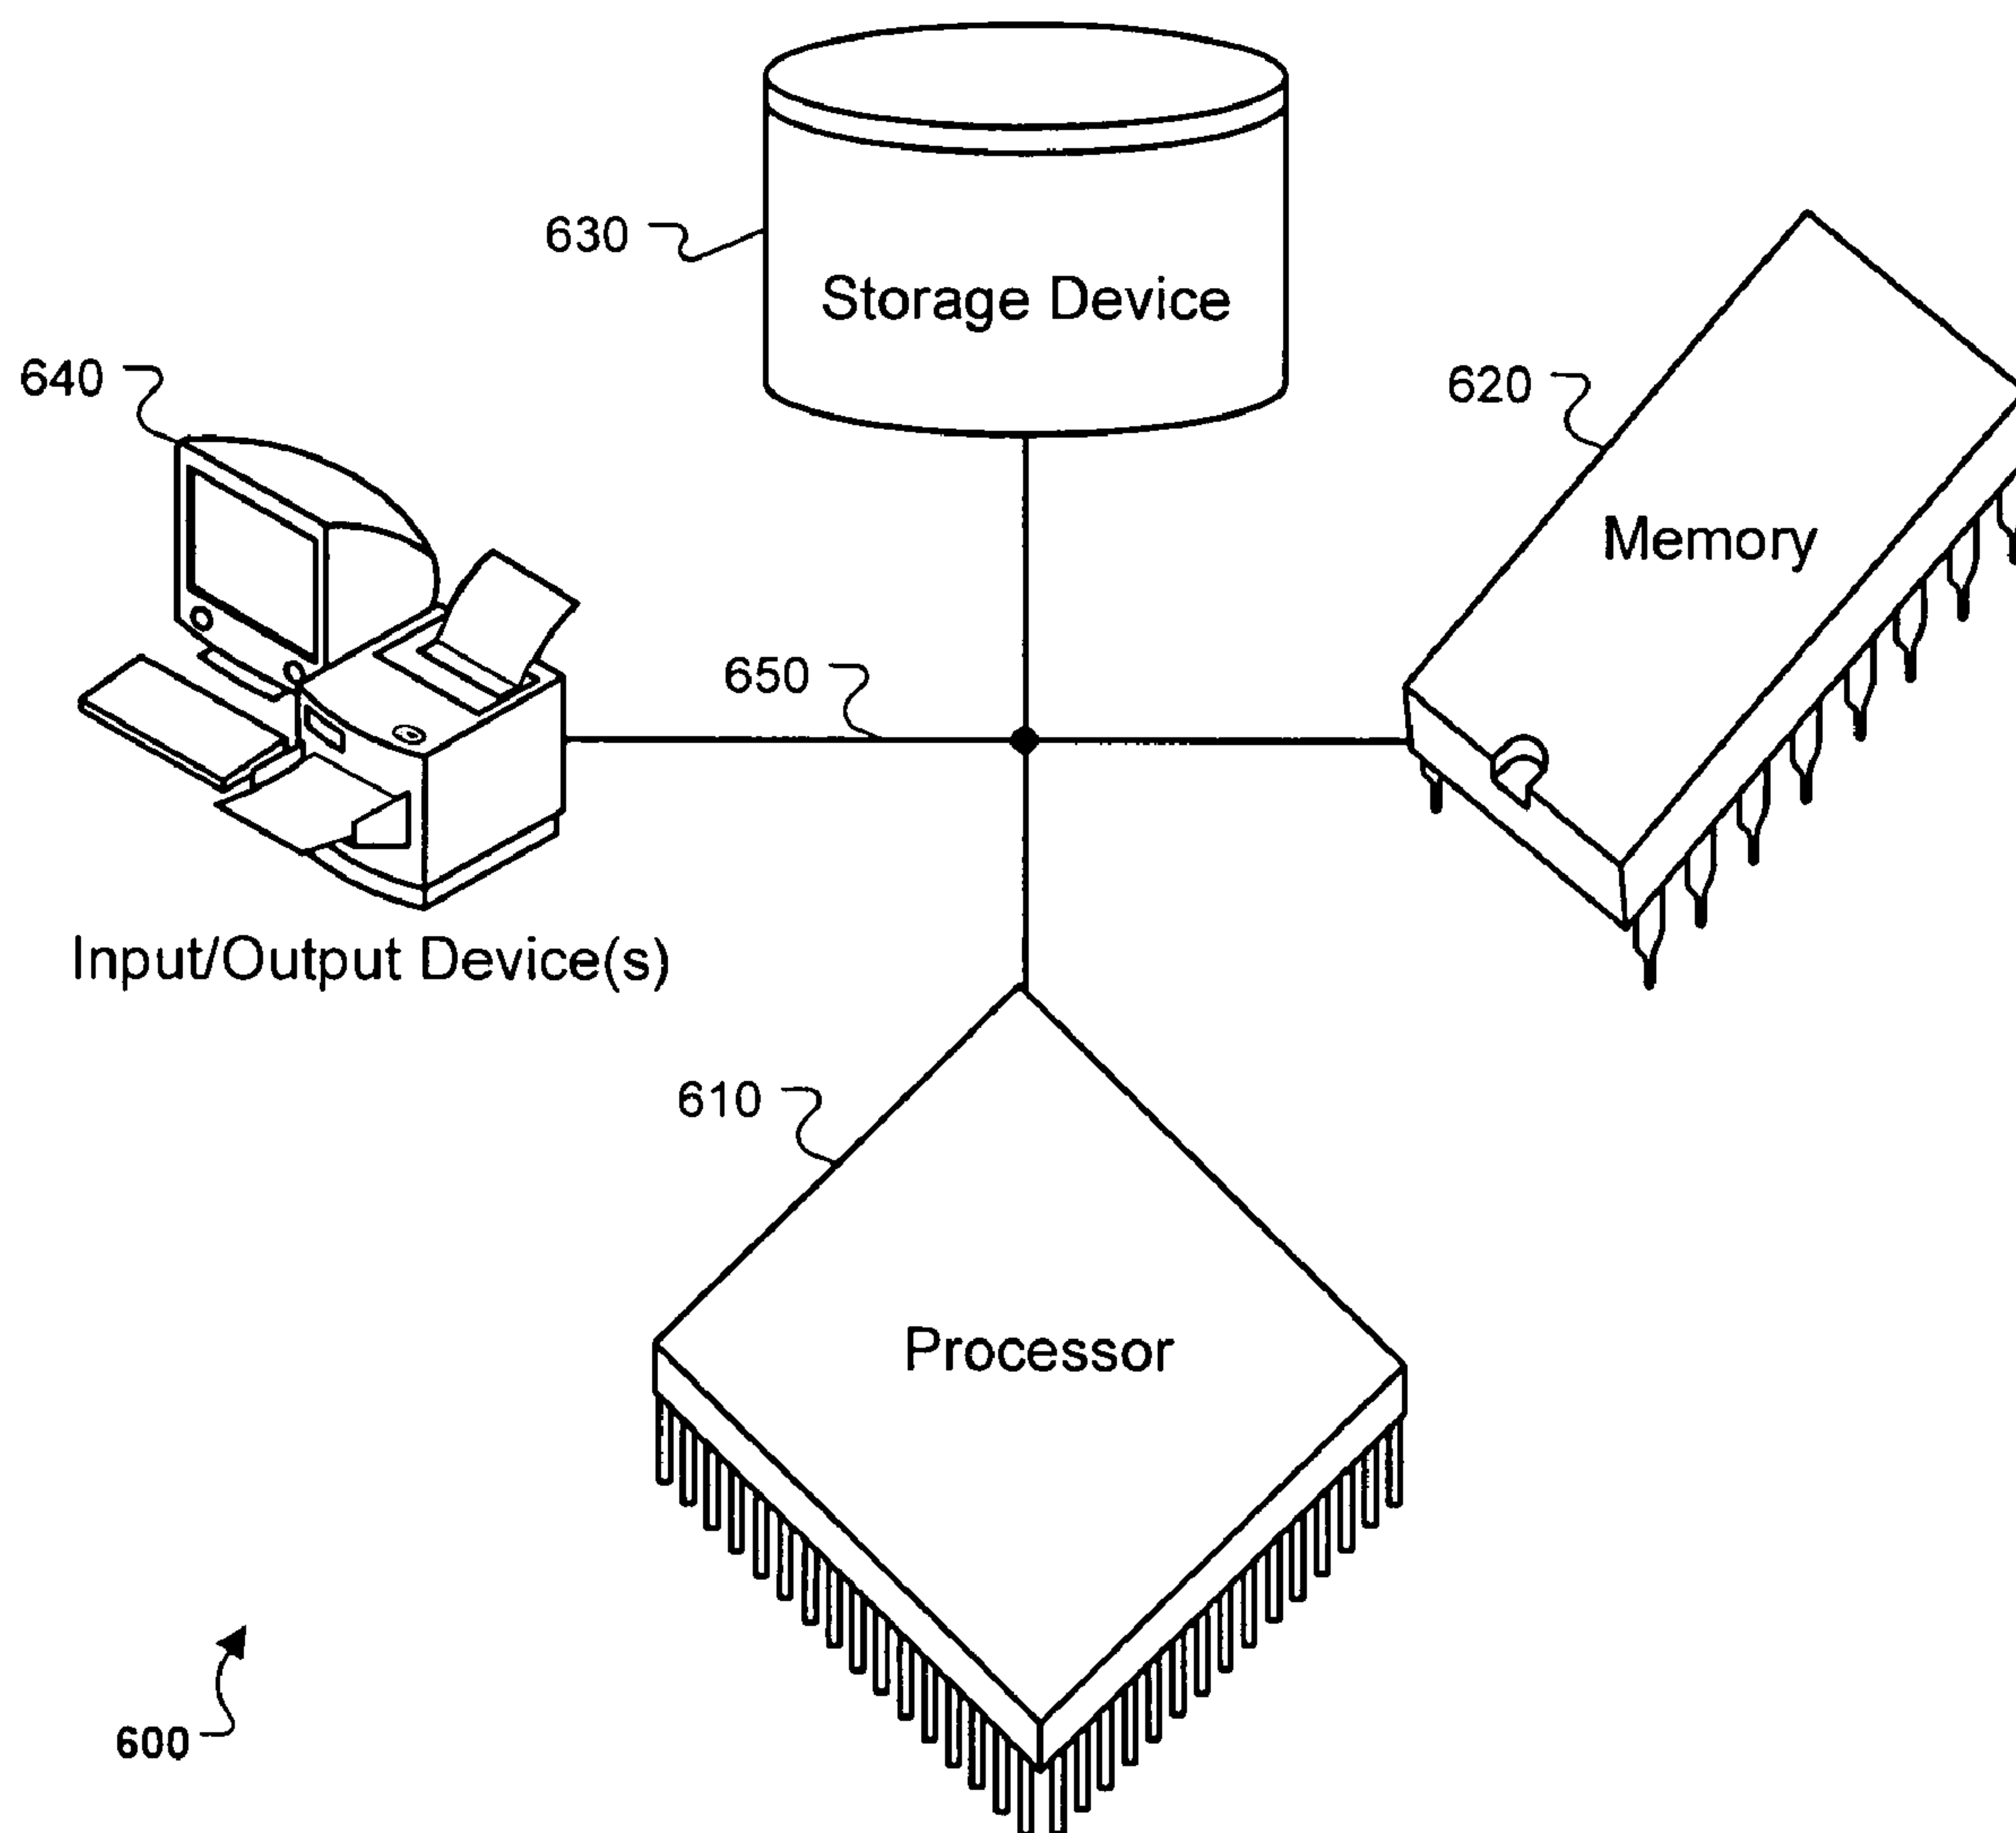 630
Storage Device
640
620
Memory
650
Input/Output Device(s)
610
Processor
600